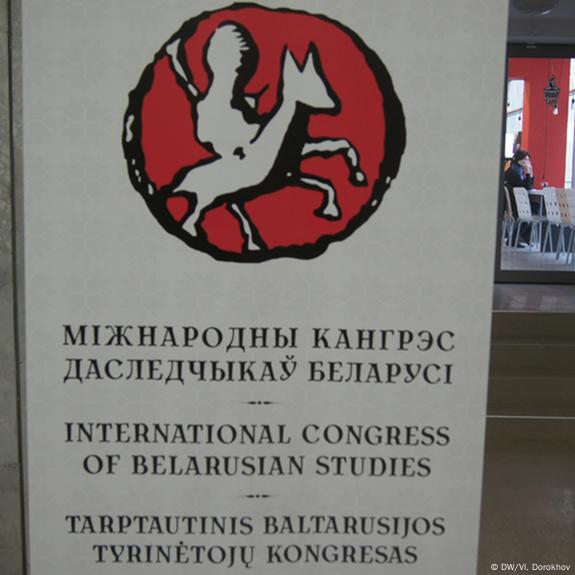 МІЖНАРОДНЫ КАНГРЭС
ДАСЛЕДЧЫКАЎ БЕЛАРУСІ
INTERNATIONAL CONGRESS
OF BELARUSIAN STUDIES
TARPTAUTINIS BALTARUSIJOS
TYRINĖTOJŲ KONGRESAS
© DW/Vl. Dorokhov